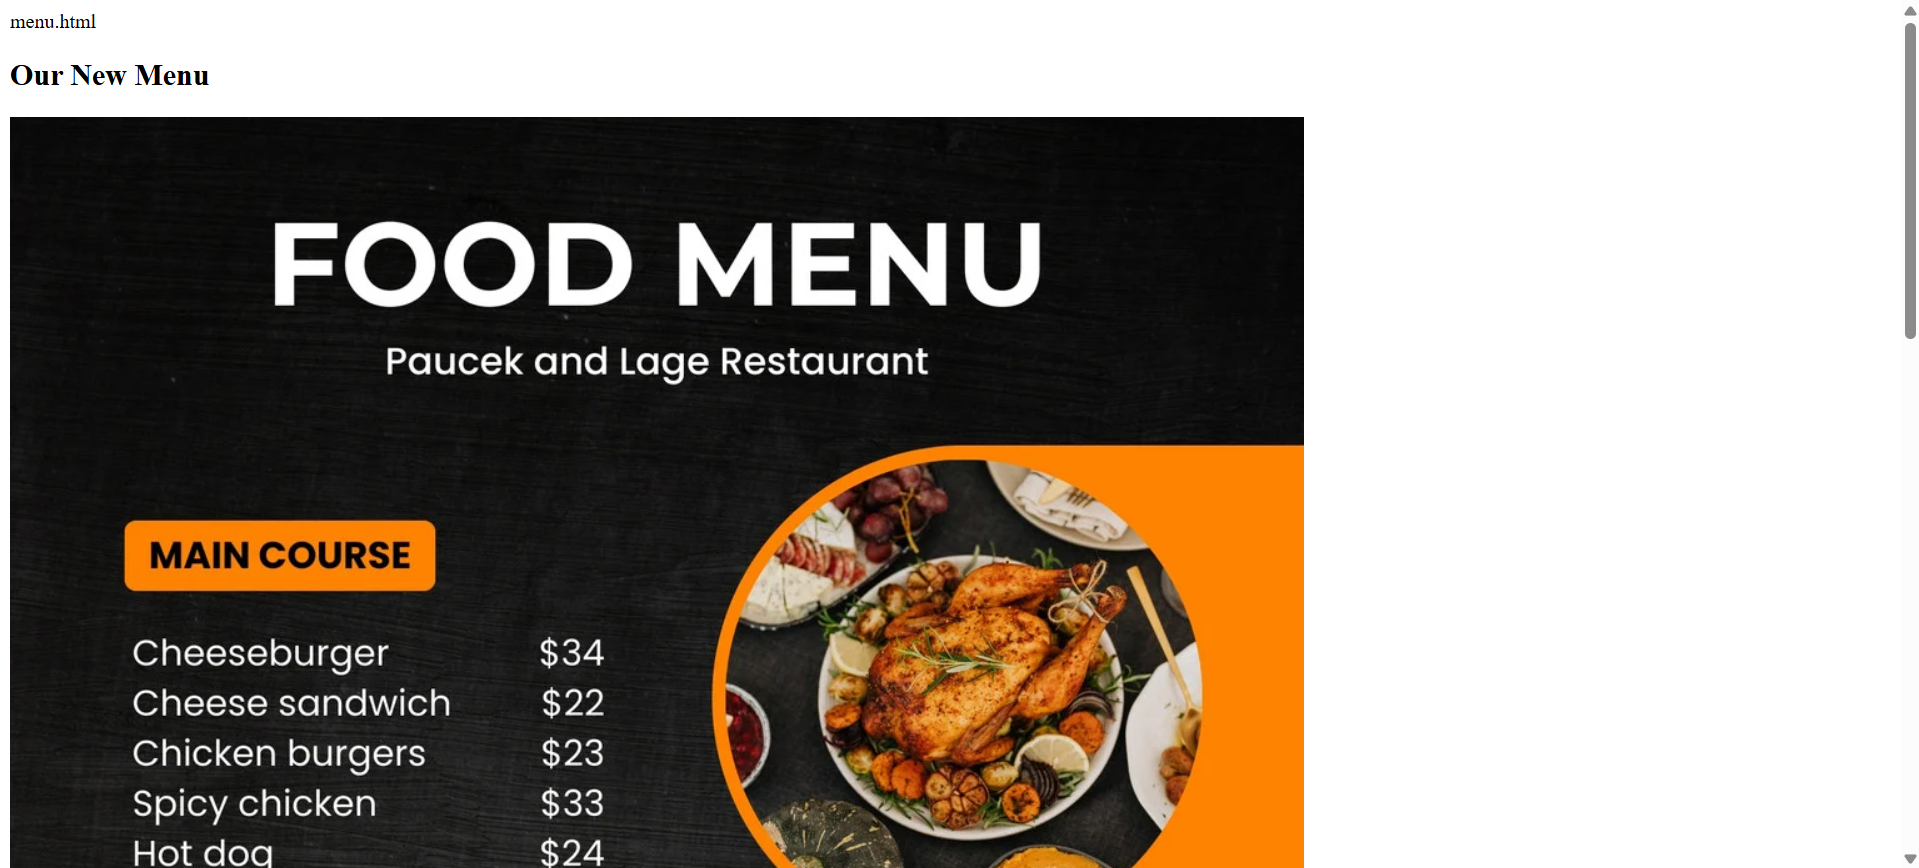 menu.html
Our New Menu
FOOD MENU
Paucek and Lage Restaurant
MAIN COURSE
Cheeseburger $34
Cheese sandwich $22
Chicken burgers $23
Spicy chicken $33
Hot dog $24